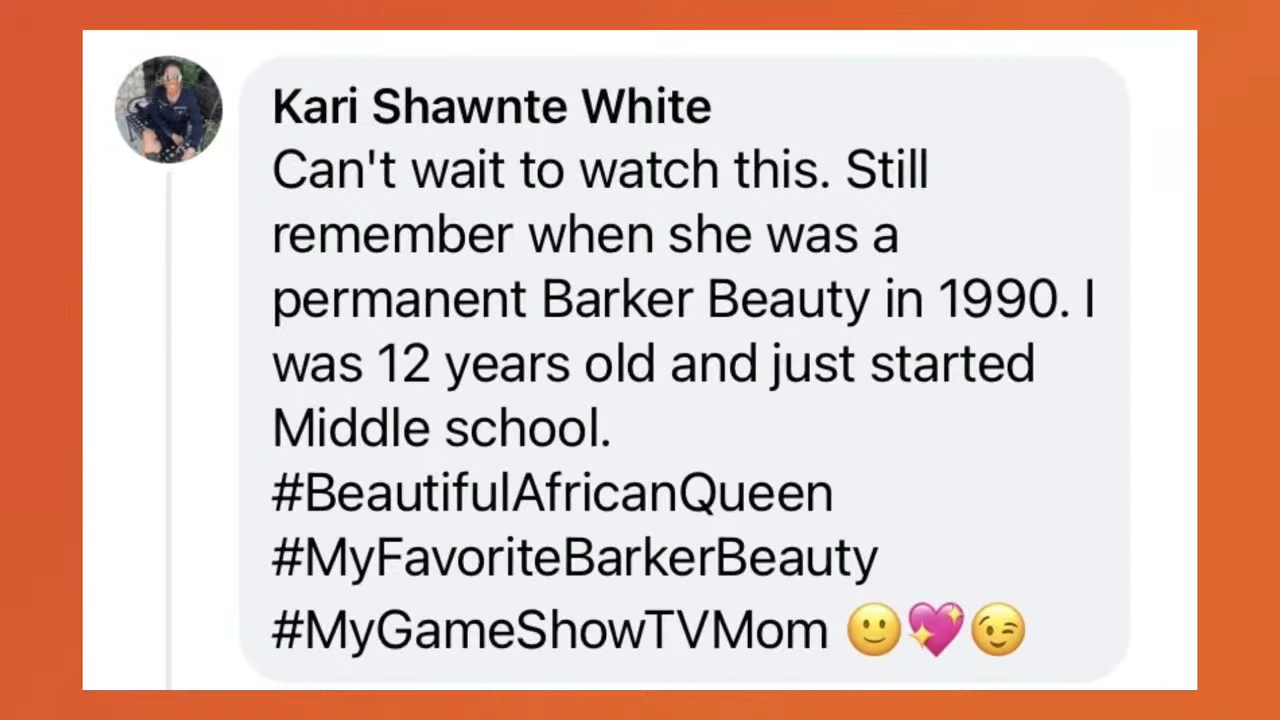 Kari Shawnte White
Can't wait to watch this. Still
remember when she was a
permanent Barker Beauty in 1990. I
was 12 years old and just started
Middle school.
#BeautifulAfricanQueen
#MyFavoriteBarkerBeauty
#MyGameShowTVMom 🙂💖😉